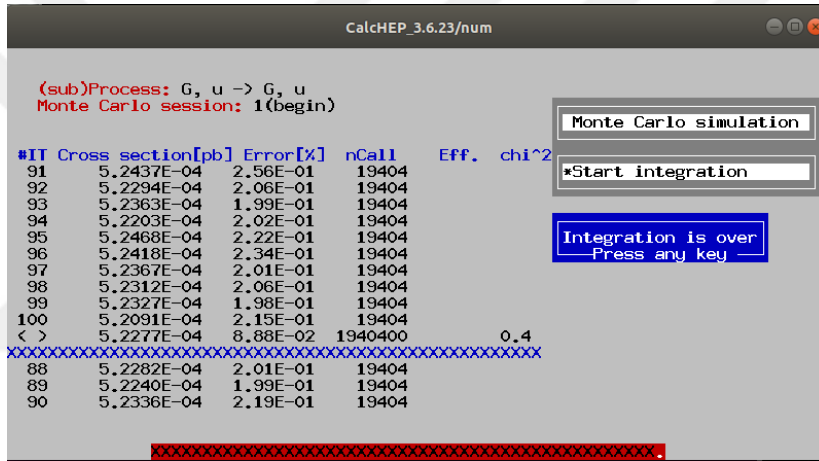 CalcHEP_3.6.23/num
(sub)Process: G, u -> G, u
Monte Carlo session: 1(begin)
Monte Carlo simulation
#IT Cross section[pb] Error[%] nCall Eff. chi^2
*Start integration
91 5.2437E-04 2.56E-01 19404
92 5.2294E-04 2.06E-01 19404
93 5.2363E-04 1.99E-01 19404
94 5.2203E-04 2.02E-01 19404
95 5.2468E-04 2.22E-01 19404
Integration is over
Press any key
96 5.2418E-04 2.34E-01 19404
97 5.2367E-04 2.01E-01 19404
98 5.2312E-04 2.06E-01 19404
99 5.2327E-04 1.98E-01 19404
100 5.2091E-04 2.15E-01 19404
< > 5.2277E-04 8.88E-02 1940400 0.4
XXXXXXXXXXXXXXXXXXXXXXXXXXXXXXXXXXXXXXXXXXXXXXXXXXXXXXXXXXXXXXX
88 5.2282E-04 2.01E-01 19404
89 5.2240E-04 1.99E-01 19404
90 5.2336E-04 2.19E-01 19404
XXXXXXXXXXXXXXXXXXXXXXXXXXXXXXXXXXXXXXXXXXXXXXXXXXXXXXXXXXX.